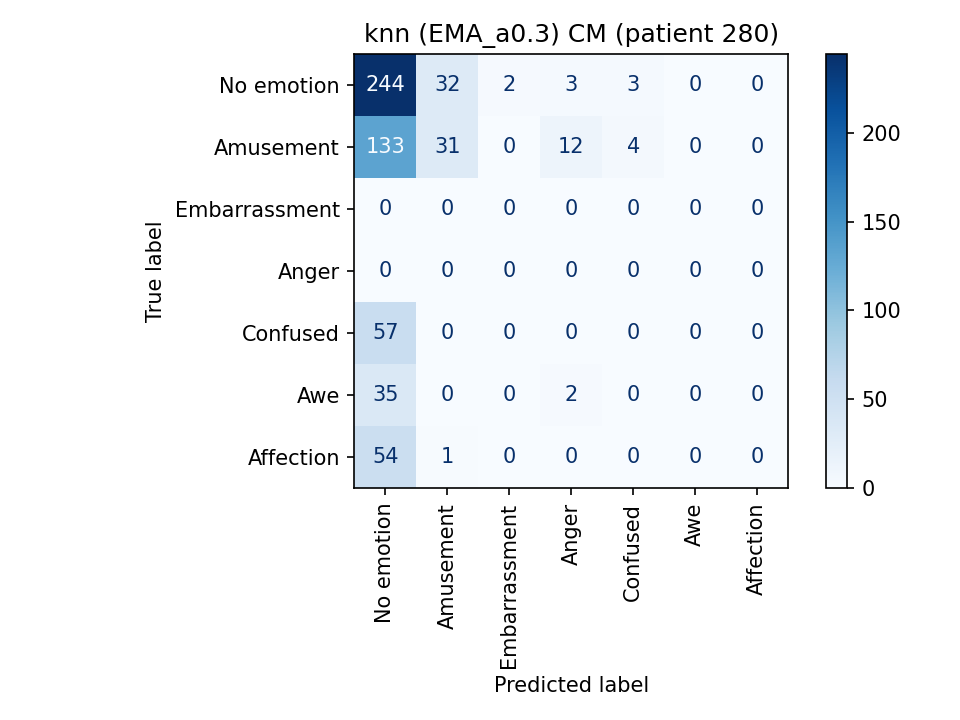 knn (EMA_a0.3) CM (patient 280)
True label
No emotion 244 32 2 3 3 0 0
Amusement 133 31 0 12 4 0 0
Embarrassment 0 0 0 0 0 0 0
Anger 0 0 0 0 0 0 0
Confused 57 0 0 0 0 0 0
Awe 35 0 0 2 0 0 0
Affection 54 1 0 0 0 0 0
No emotion
Amusement
Embarrassment
Anger
Confused
Awe
Affection
Predicted label
200
150
100
50
0